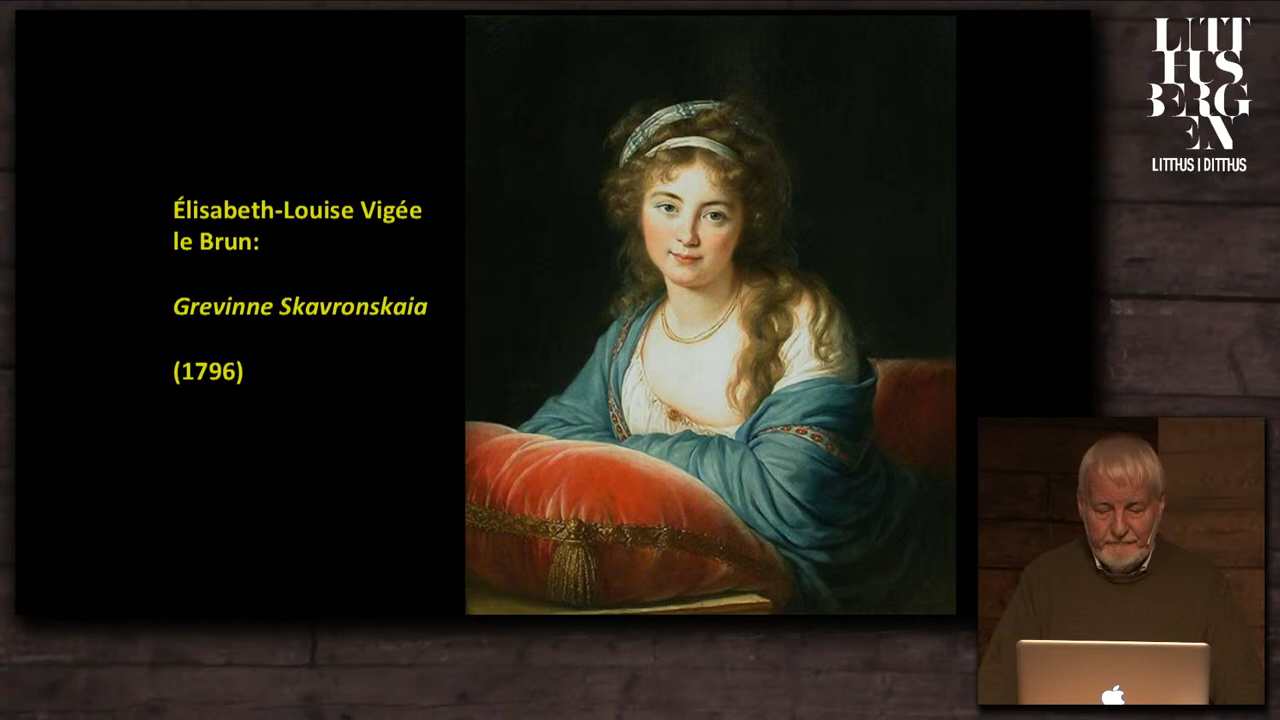 Élisabeth-Louise Vigée
le Brun:
Grevinne Skavronskaia
(1796)
LITT
HUS
BERG
EN
LITTHUS I DITTHUS